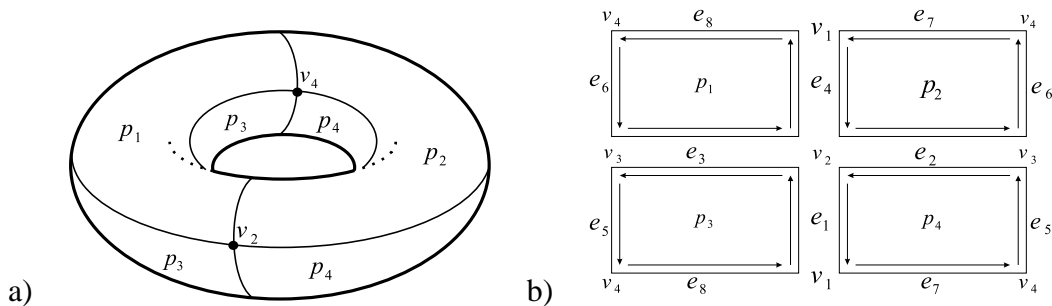 a)
v₄
p₃ p₄
p₁
p₂
v₂
p₃
p₄
b)
v₄ e₈ v₁ e₇ v₄
e₆ p₁ e₄ p₂ e₆
v₃ e₃ v₂ e₂ v₃
e₅ p₃ e₁ p₄ e₅
v₄ e₈ v₁ e₇ v₄